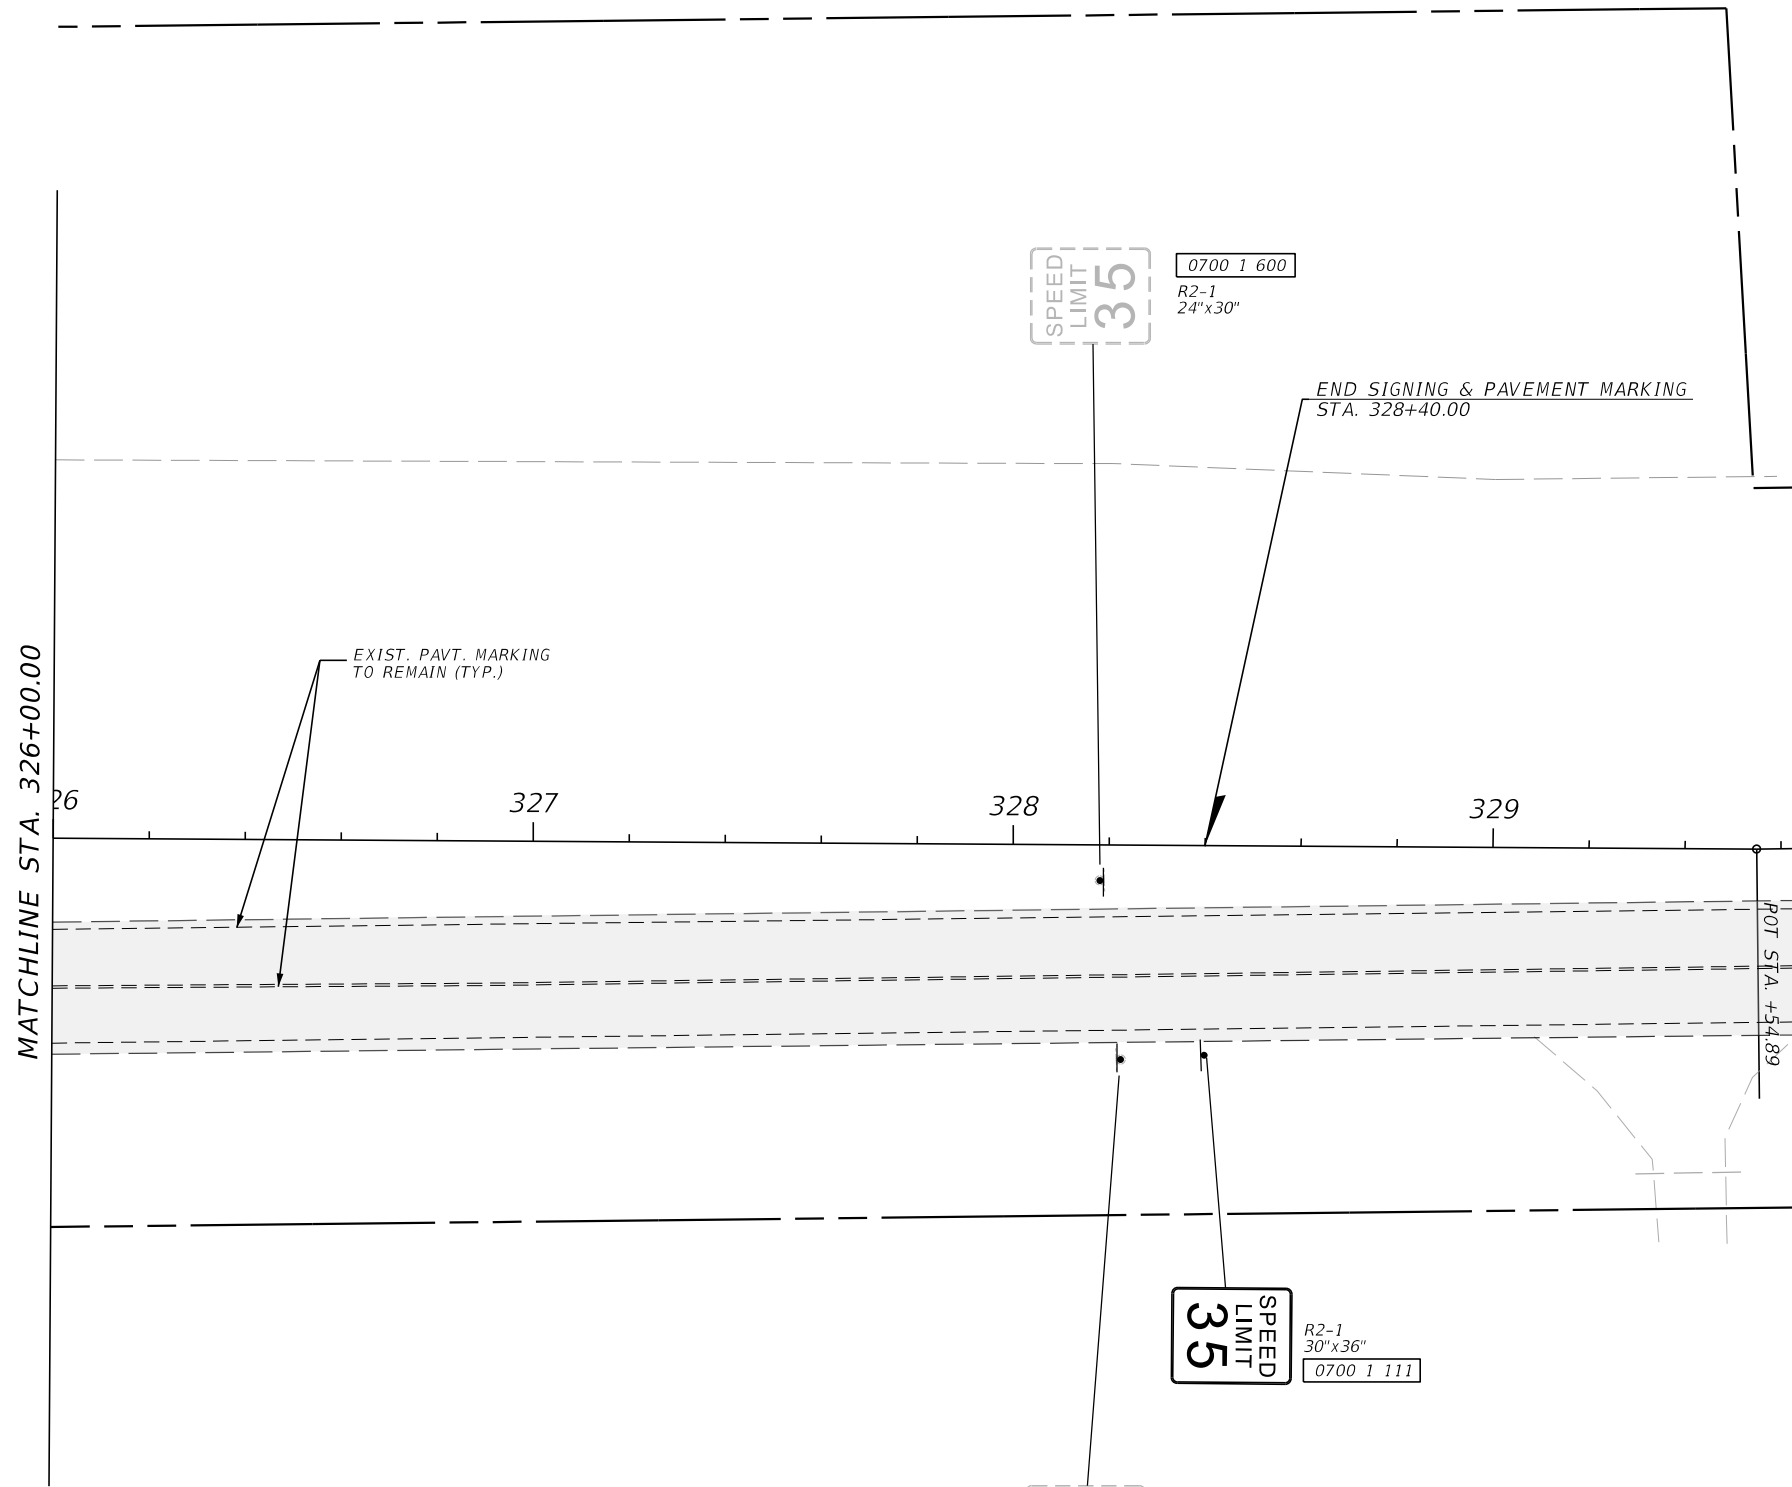 SPEED
LIMIT
35
0700 1 600
R2-1
24"x30"
END SIGNING & PAVEMENT MARKING
STA. 328+40.00
EXIST. PAVT. MARKING
TO REMAIN (TYP.)
MATCHLINE STA. 326+00.00
26
327
328
329
POT STA. +54.89
SPEED
LIMIT
35
R2-1
30"x36"
0700 1 111